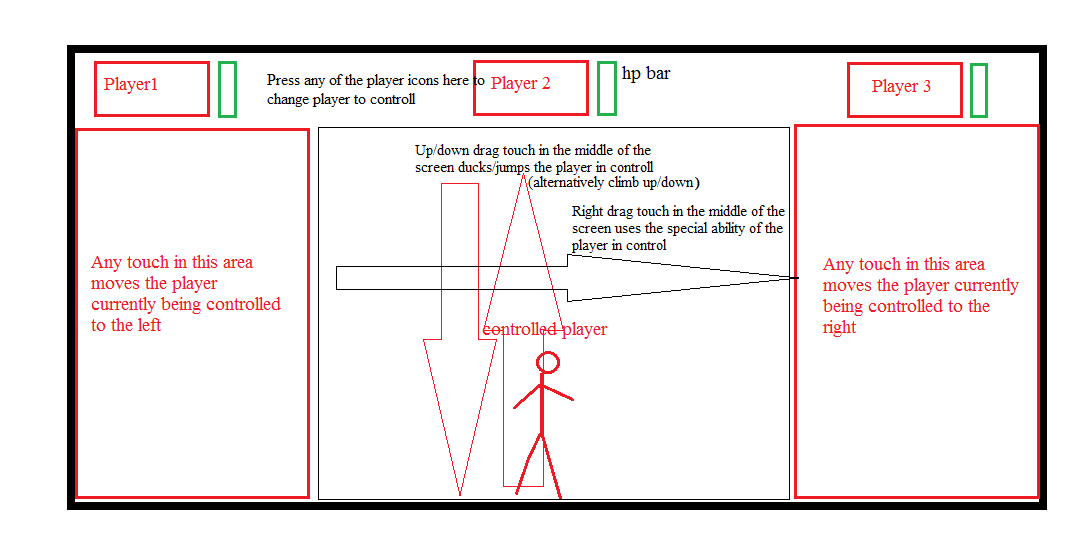 Player1
Press any of the player icons here to
change player to controll
Player 2
hp bar
Player 3
Up/down drag touch in the middle of the
screen ducks/jumps the player in controll
(alternatively climb up/down)
Right drag touch in the middle of the
screen uses the special ability of the
player in control
Any touch in this area
moves the player
currently being controlled
to the left
controlled player
Any touch in this area
moves the player currently
being controlled to the
right